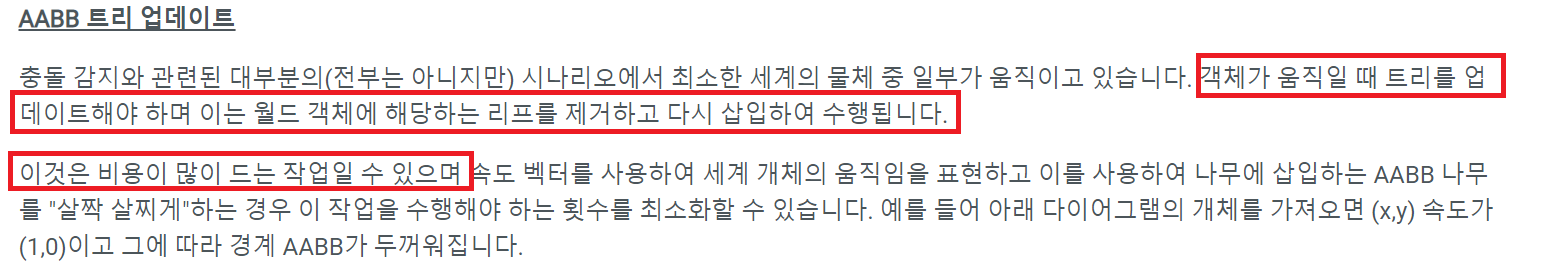 AABB 트리 업데이트
충돌 감지와 관련된 대부분의(전부는 아니지만) 시나리오에서 최소한 세계의 물체 중 일부가 움직이고 있습니다. 객체가 움직일 때 트리를 업
데이트해야 하며 이는 월드 객체에 해당하는 리프를 제거하고 다시 삽입하여 수행됩니다.
이것은 비용이 많이 드는 작업일 수 있으며 속도 벡터를 사용하여 세계 개체의 움직임을 표현하고 이를 사용하여 나무에 삽입하는 AABB 나무
를 "살짝 살찌게"하는 경우 이 작업을 수행해야 하는 횟수를 최소화할 수 있습니다. 예를 들어 아래 다이어그램의 개체를 가져오면 (x,y) 속도가
(1,0)이고 그에 따라 경계 AABB가 두꺼워집니다.